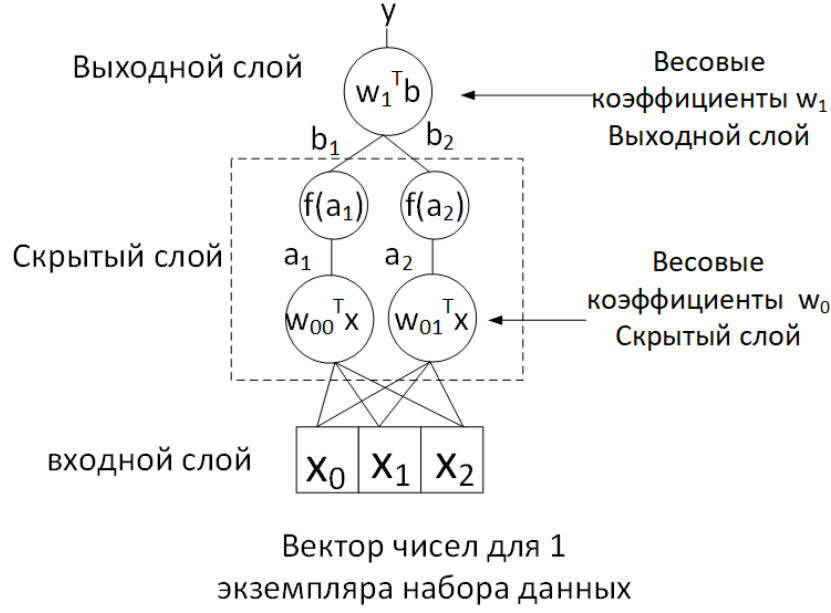 y
Выходной слой
w₁ᵀb
Весовые
коэффициенты w₁
Выходной слой
b₁
b₂
f(a₁)
f(a₂)
Скрытый слой
a₁
a₂
w₀₀ᵀx
w₀₁ᵀx
Весовые
коэффициенты w₀
Скрытый слой
входной слой
x₀
x₁
x₂
Вектор чисел для 1
экземпляра набора данных